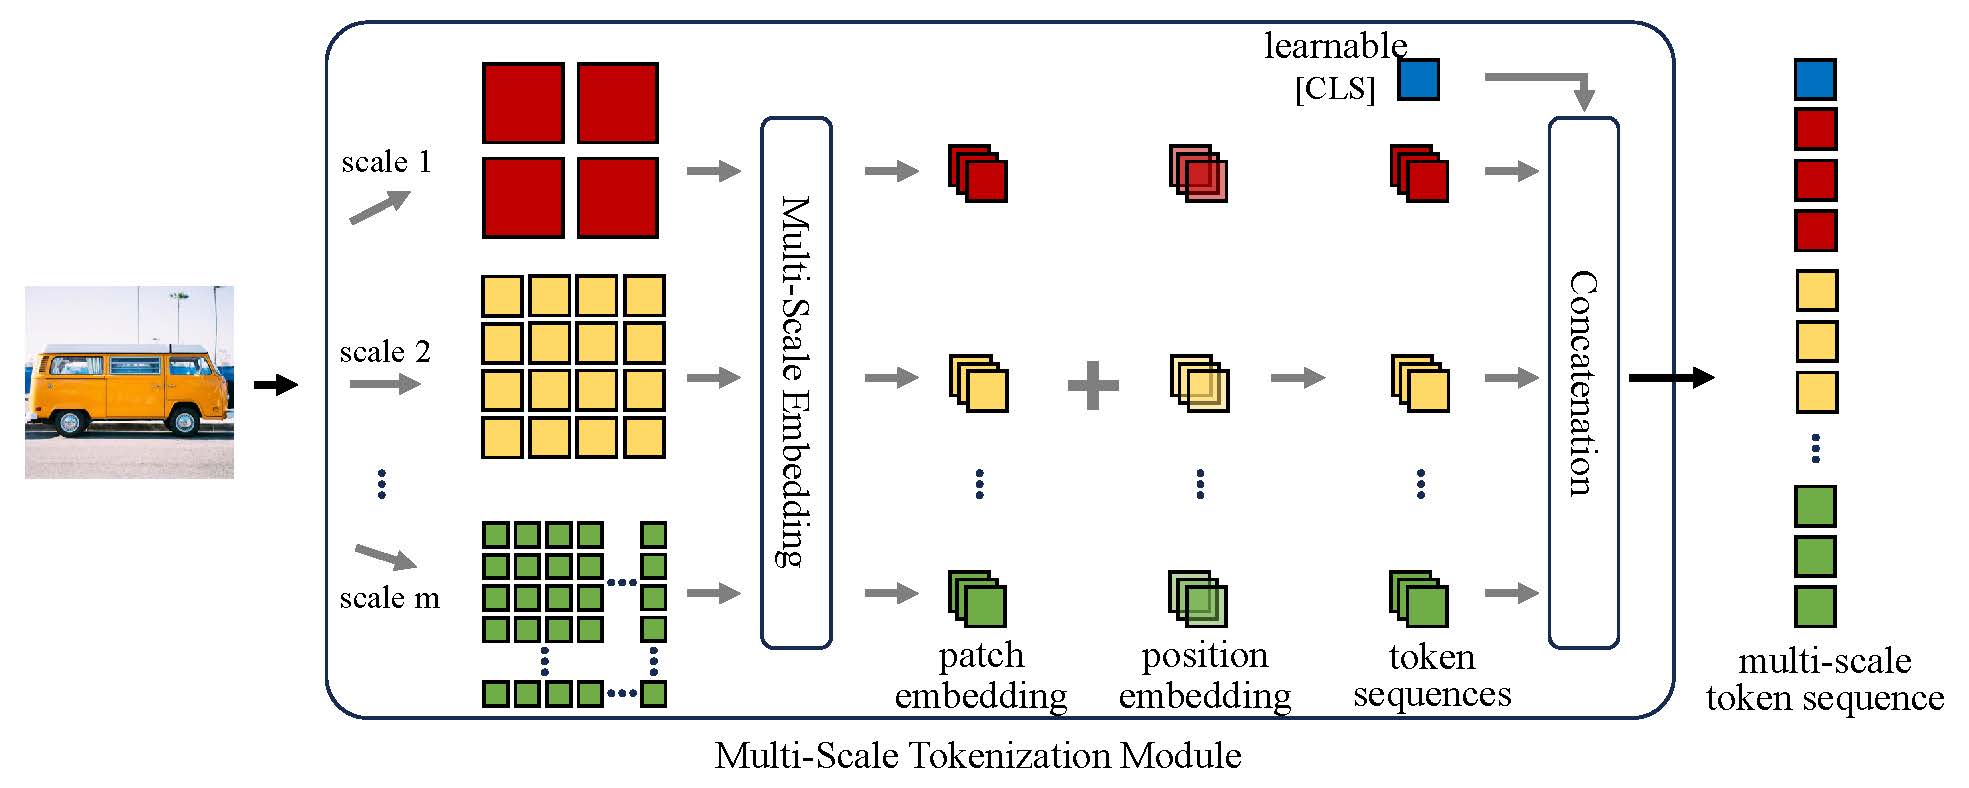 learnable
[CLS]
scale 1
scale 2
scale m
Multi-Scale Embedding
Concatenation
patch
embedding
position
embedding
token
sequences
multi-scale
token sequence
Multi-Scale Tokenization Module